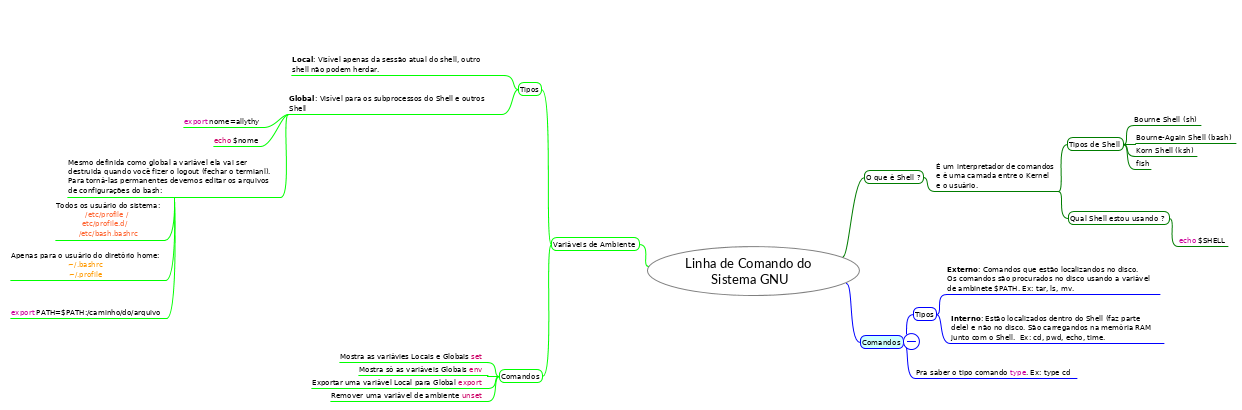 Linha de Comando do
Sistema GNU
Variáveis de Ambiente
Tipos
Local: Visivel apenas da sessão atual do shell, outro
shell não podem herdar.
Global: Visivel para os subprocessos do Shell e outros
Shell
export nome=allythy
echo $nome
Mesmo definida como global a variável ela vai ser
destruida quando você fizer o logout (fechar o termianl).
Para torná-las permanentes devemos editar os arquivos
de configurações do bash:
Todos os usuário do sistema:
/etc/profile /
etc/profile.d/
/etc/bash.bashrc
Apenas para o usuário do diretório home:
~/.bashrc
~/.profile
export PATH=$PATH:/caminho/do/arquivo
Comandos
Mostra as variávies Locais e Globais set
Mostra só as variáveis Globais env
Exportar uma variável Local para Global export
Remover uma variável de ambiente unset
O que é Shell ?
É um interpretador de comandos
e é uma camada entre o Kernel
e o usuário.
Tipos de Shell
Bourne Shell (sh)
Bourne-Again Shell (bash)
Korn Shell (ksh)
fish
Qual Shell estou usando ?
echo $SHELL
Comandos
Tipos
Externo: Comandos que estão localizandos no disco.
Os comandos são procurados no disco usando a variável
de ambinete $PATH. Ex: tar, ls, mv.
Interno: Estão localizados dentro do Shell (faz parte
dele) e não no disco. São carregandos na memória RAM
junto com o Shell. Ex: cd, pwd, echo, time.
Pra saber o tipo comando type. Ex: type cd